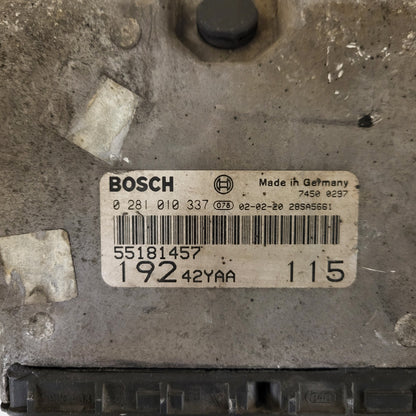 BOSCH Made in Germany
7450 0297
0 281 010 337 078 02-02-20 28SA5661
55181457
192 42YAA 115